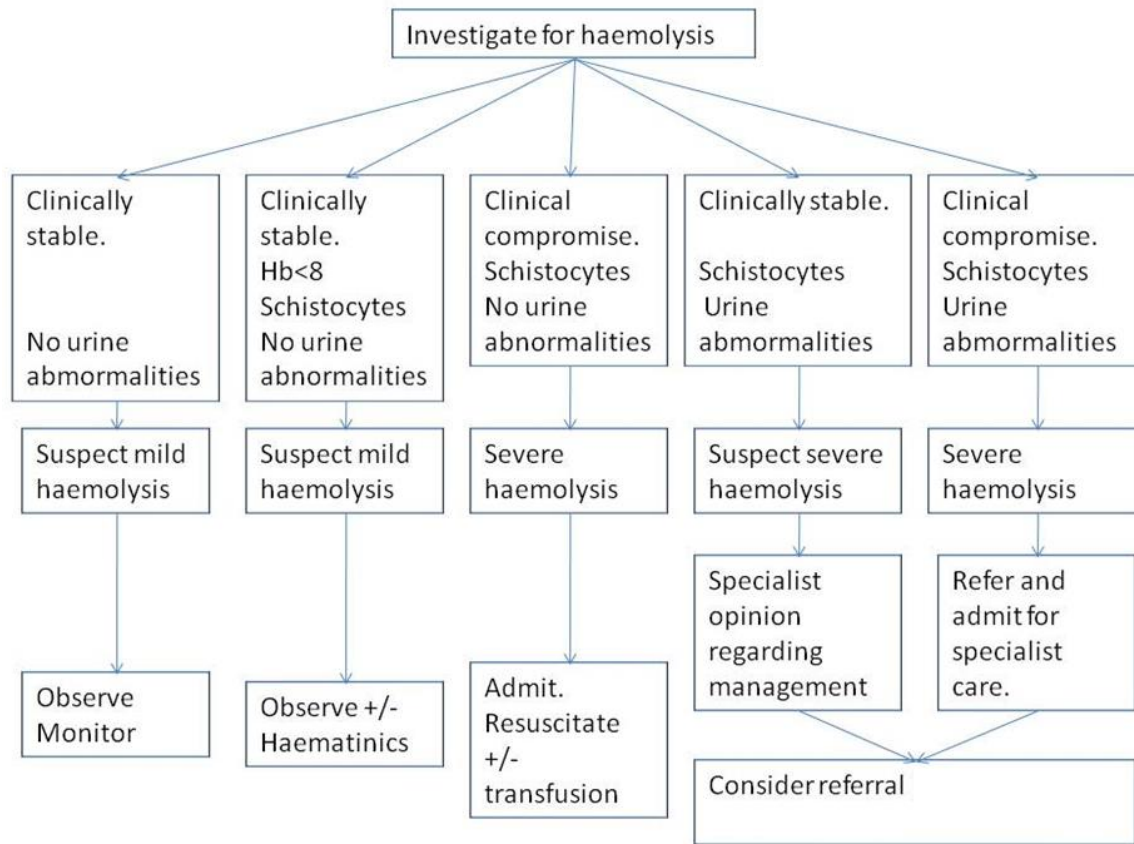 Investigate for haemolysis
Clinically
stable.
No urine
abmormalities
Clinically
stable.
Hb<8
Schistocytes
No urine
abnormalities
Clinical
compromise.
Schistocytes
No urine
abnormalities
Clinically stable.
Schistocytes
Urine
abmormalities
Clinical
compromise.
Schistocytes
Urine
abmormalities
Suspect mild
haemolysis
Suspect mild
haemolysis
Severe
haemolysis
Suspect severe
haemolysis
Severe
haemolysis
Observe
Monitor
Observe +/-
Haematinics
Admit.
Resuscitate
+/-
transfusion
Specialist
opinion
regarding
management
Refer and
admit for
specialist
care.
Consider referral